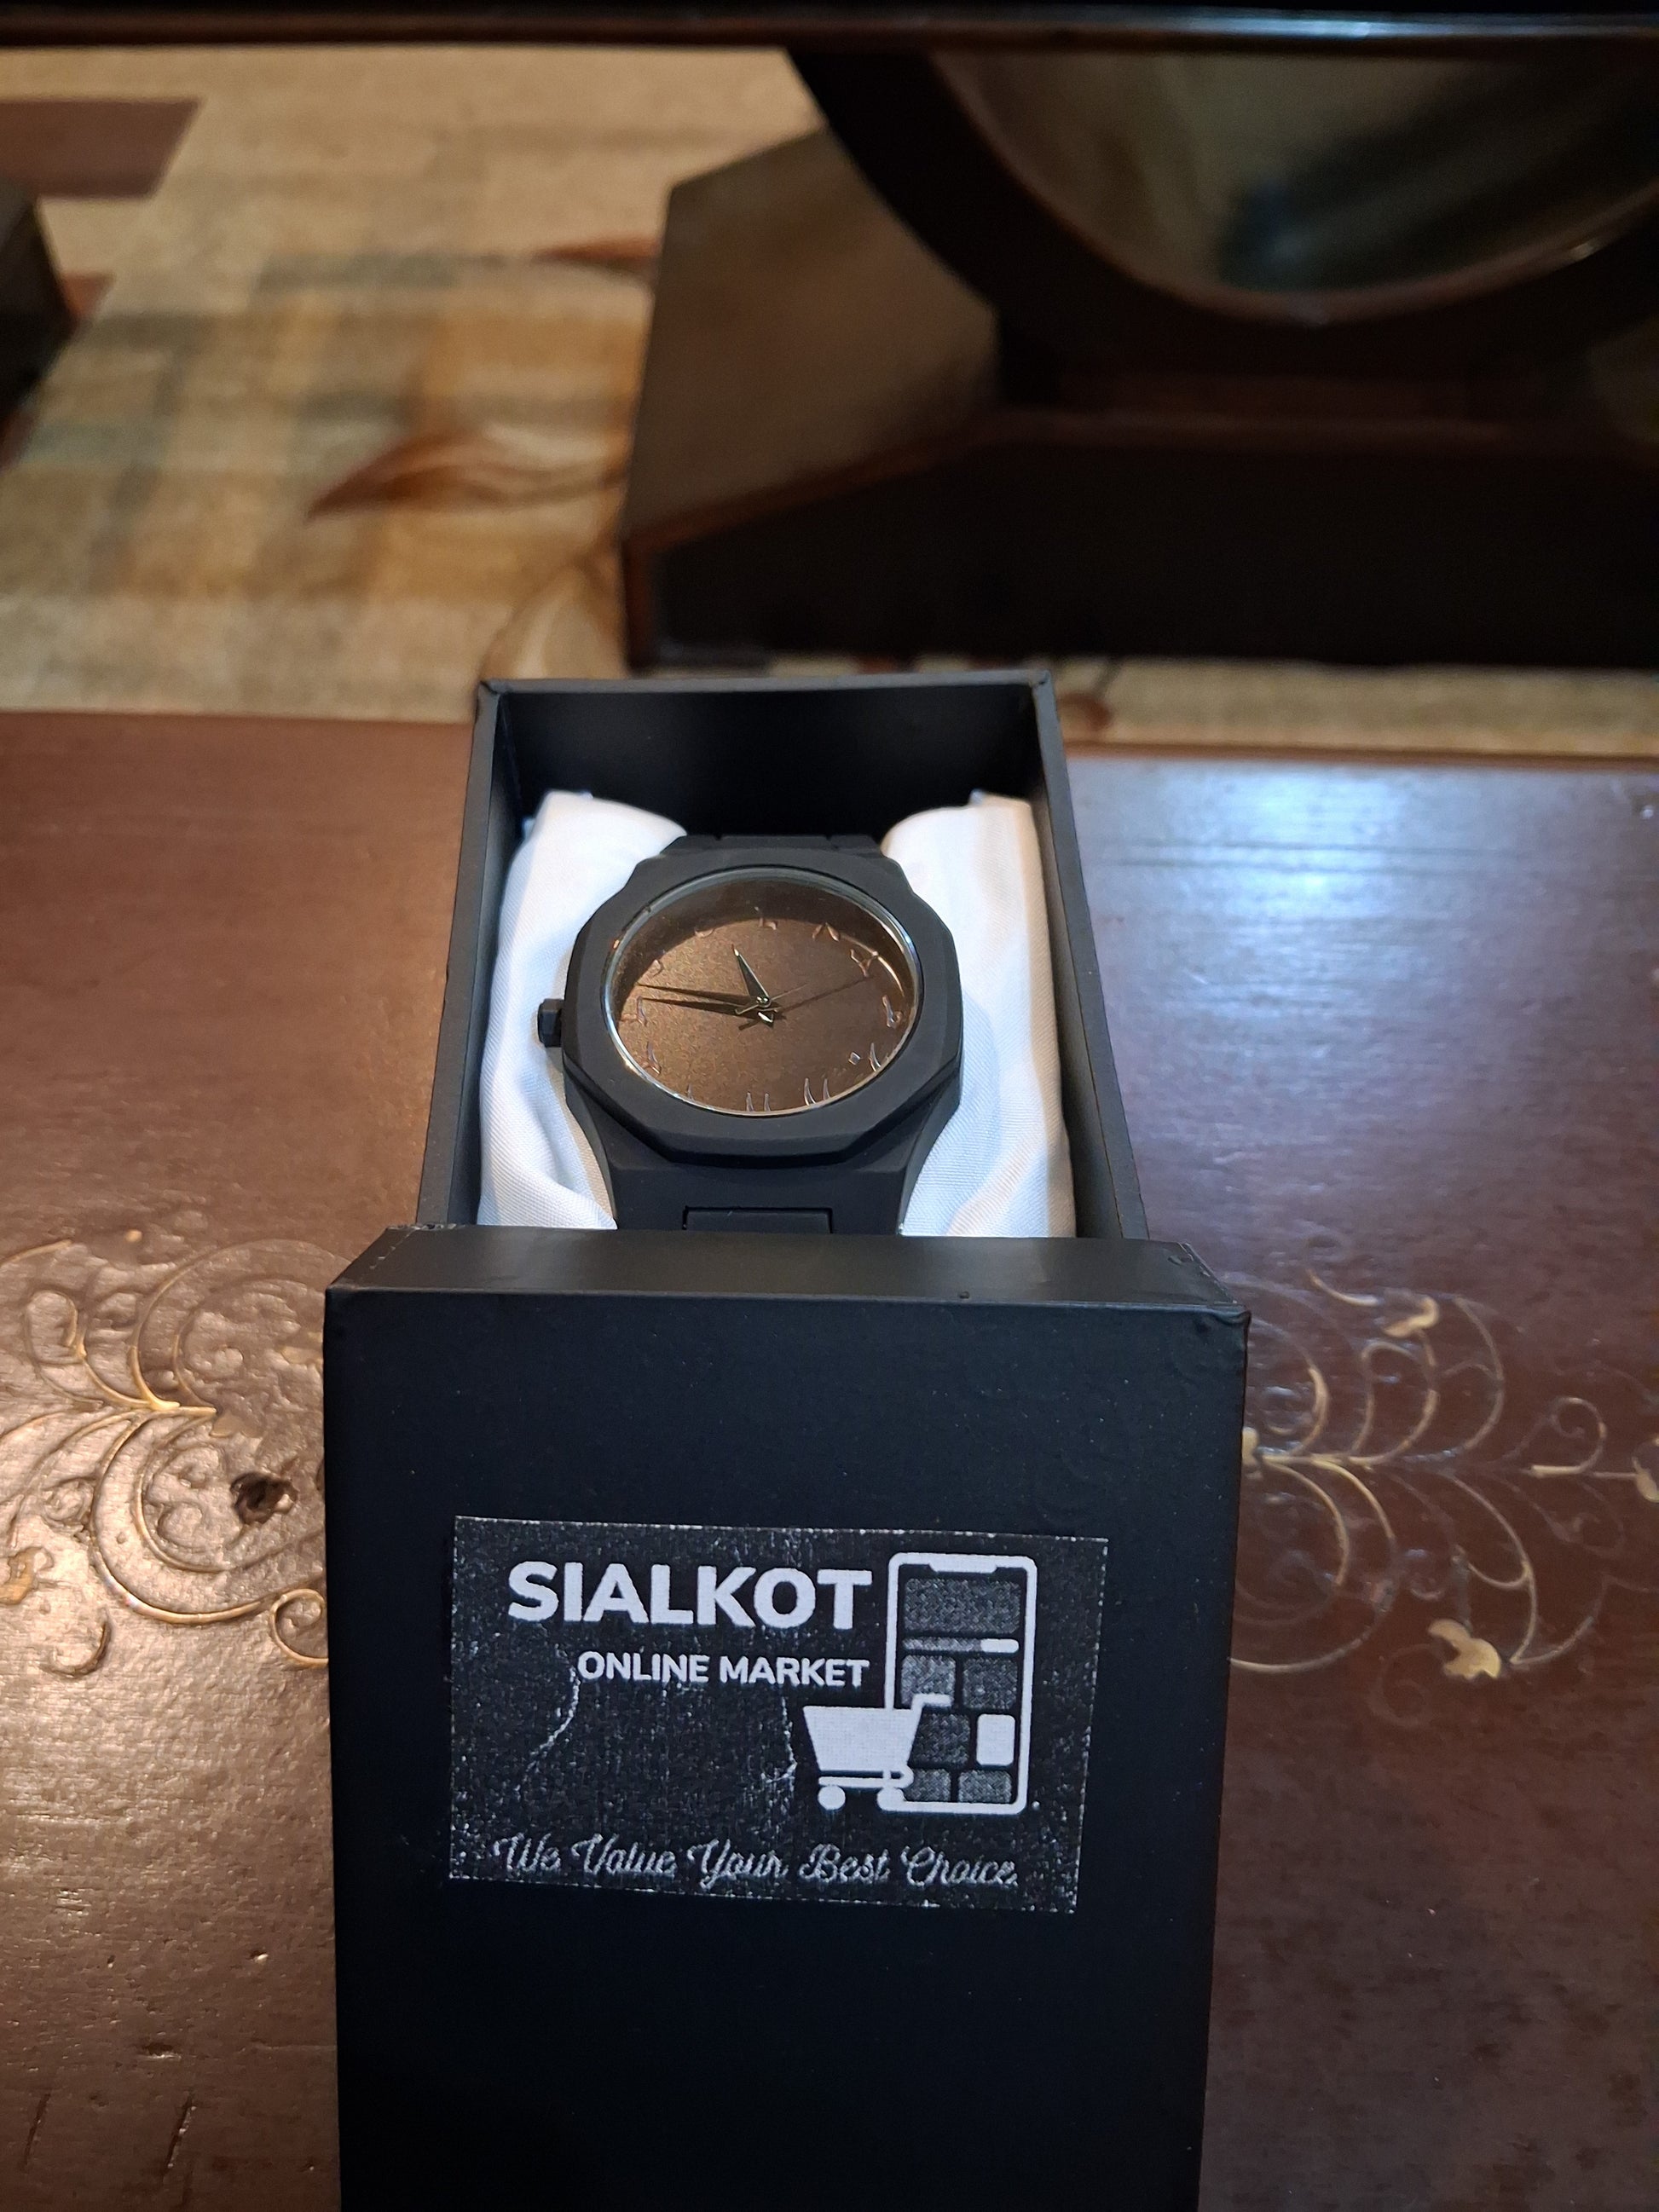 SIALKOT
ONLINE MARKET
We Value Your Best Choice.